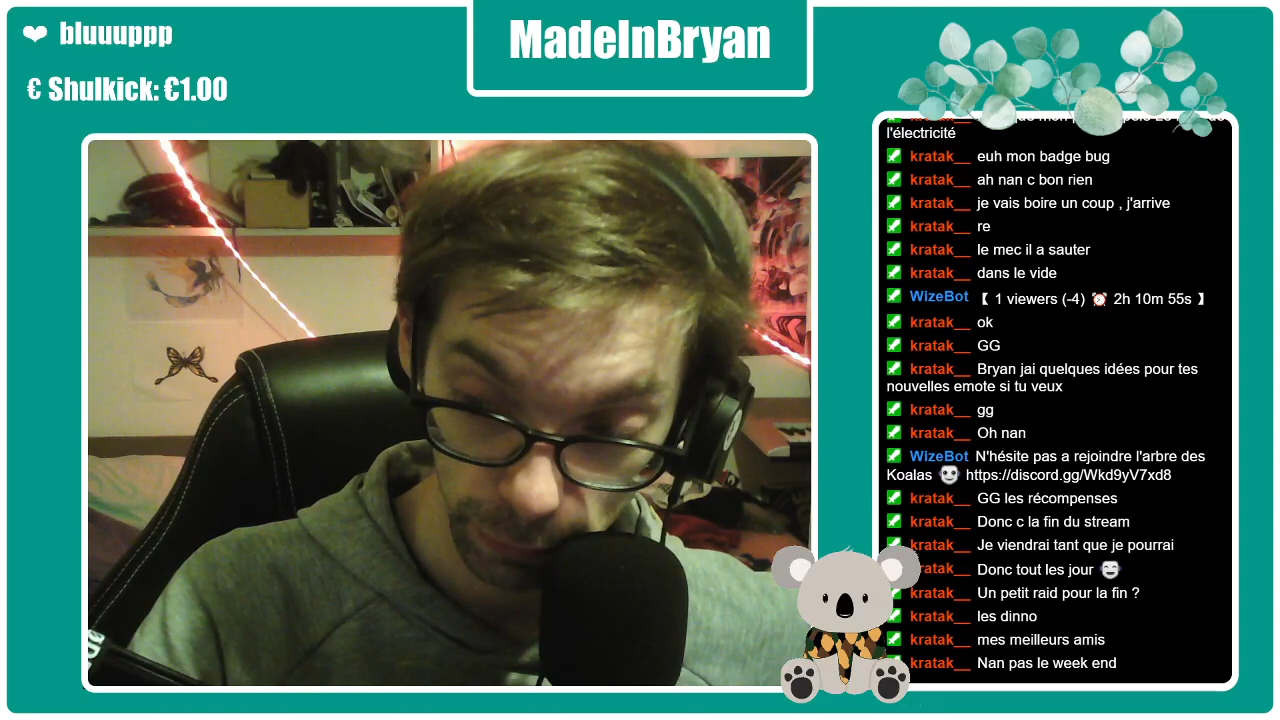 ❤ bluuuppp
€ Shulkick: €1.00
MadeInBryan
l'électricité
kratak__ euh mon badge bug
kratak__ ah nan c bon rien
kratak__ je vais boire un coup , j'arrive
kratak__ re
kratak__ le mec il a sauter
kratak__ dans le vide
WizeBot 【 1 viewers (-4) ⏰ 2h 10m 55s 】
kratak__ ok
kratak__ GG
kratak__ Bryan jai quelques idées pour tes
nouvelles emote si tu veux
kratak__ gg
kratak__ Oh nan
WizeBot N'hésite pas a rejoindre l'arbre des
Koalas https://discord.gg/Wkd9yV7xd8
kratak__ GG les récompenses
kratak__ Donc c la fin du stream
kratak__ Je viendrai tant que je pourrai
ratak__ Donc tout les jour
kratak__ Un petit raid pour la fin ?
kratak__ les dinno
kratak__ mes meilleurs amis
kratak__ Nan pas le week end